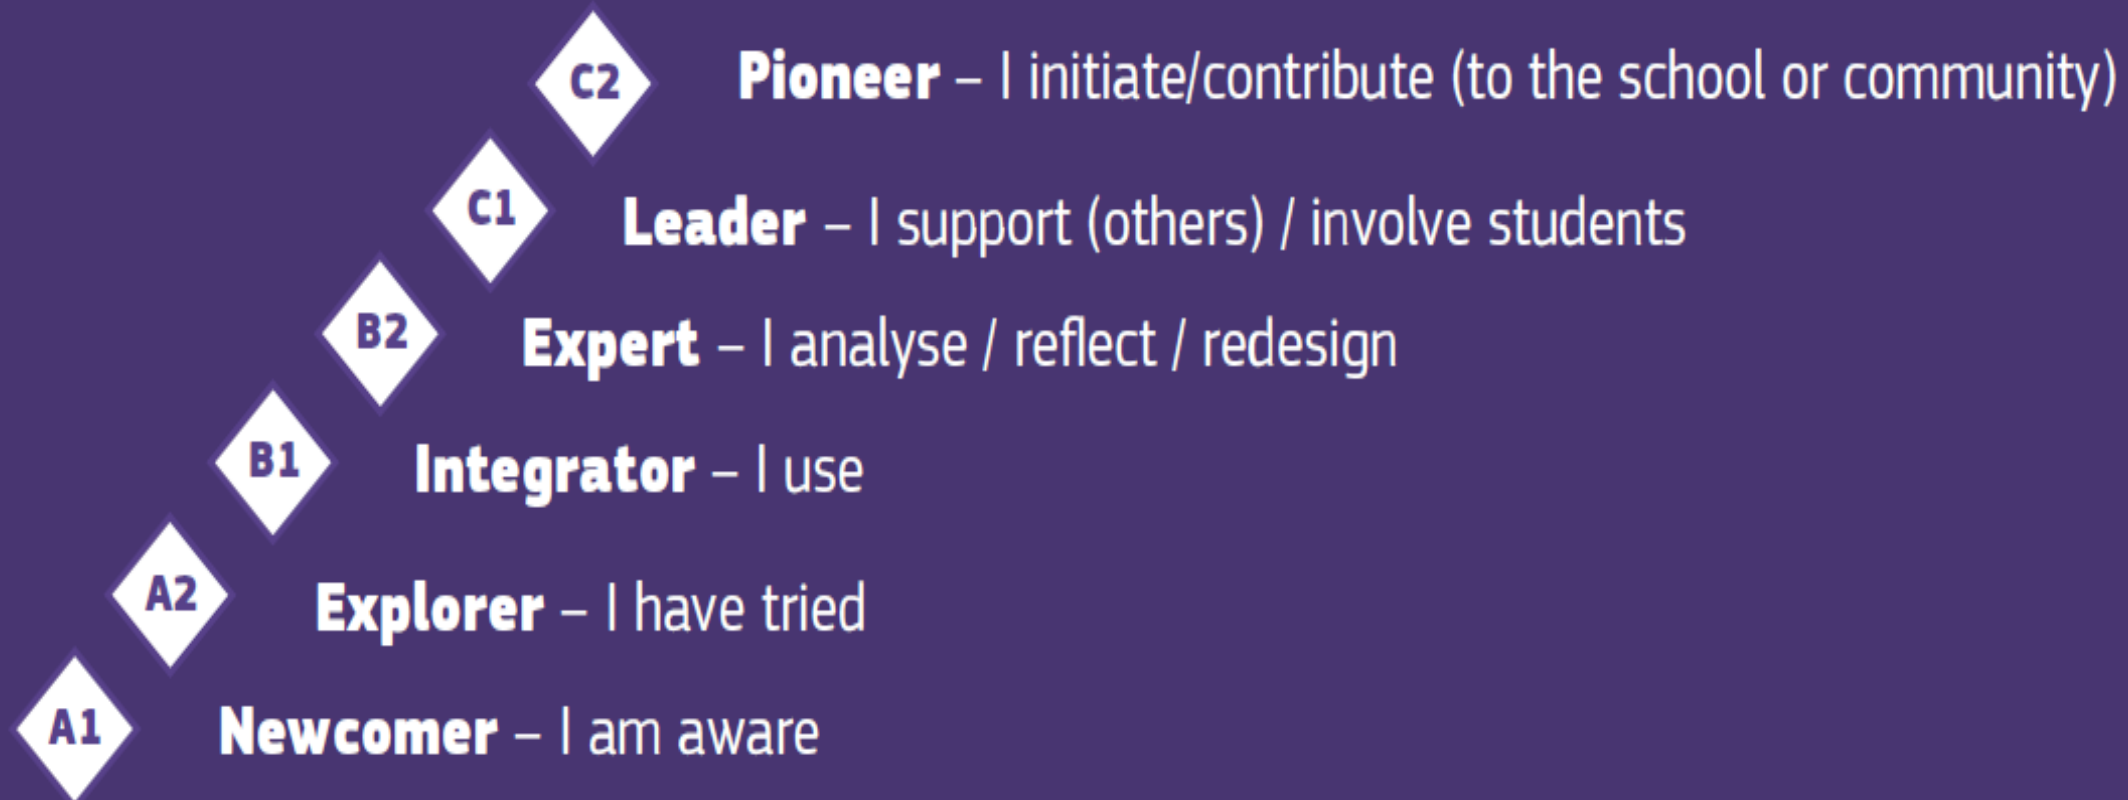 C2 Pioneer – I initiate/contribute (to the school or community)
C1 Leader – I support (others) / involve students
B2 Expert – I analyse / reflect / redesign
B1 Integrator – I use
A2 Explorer – I have tried
A1 Newcomer – I am aware